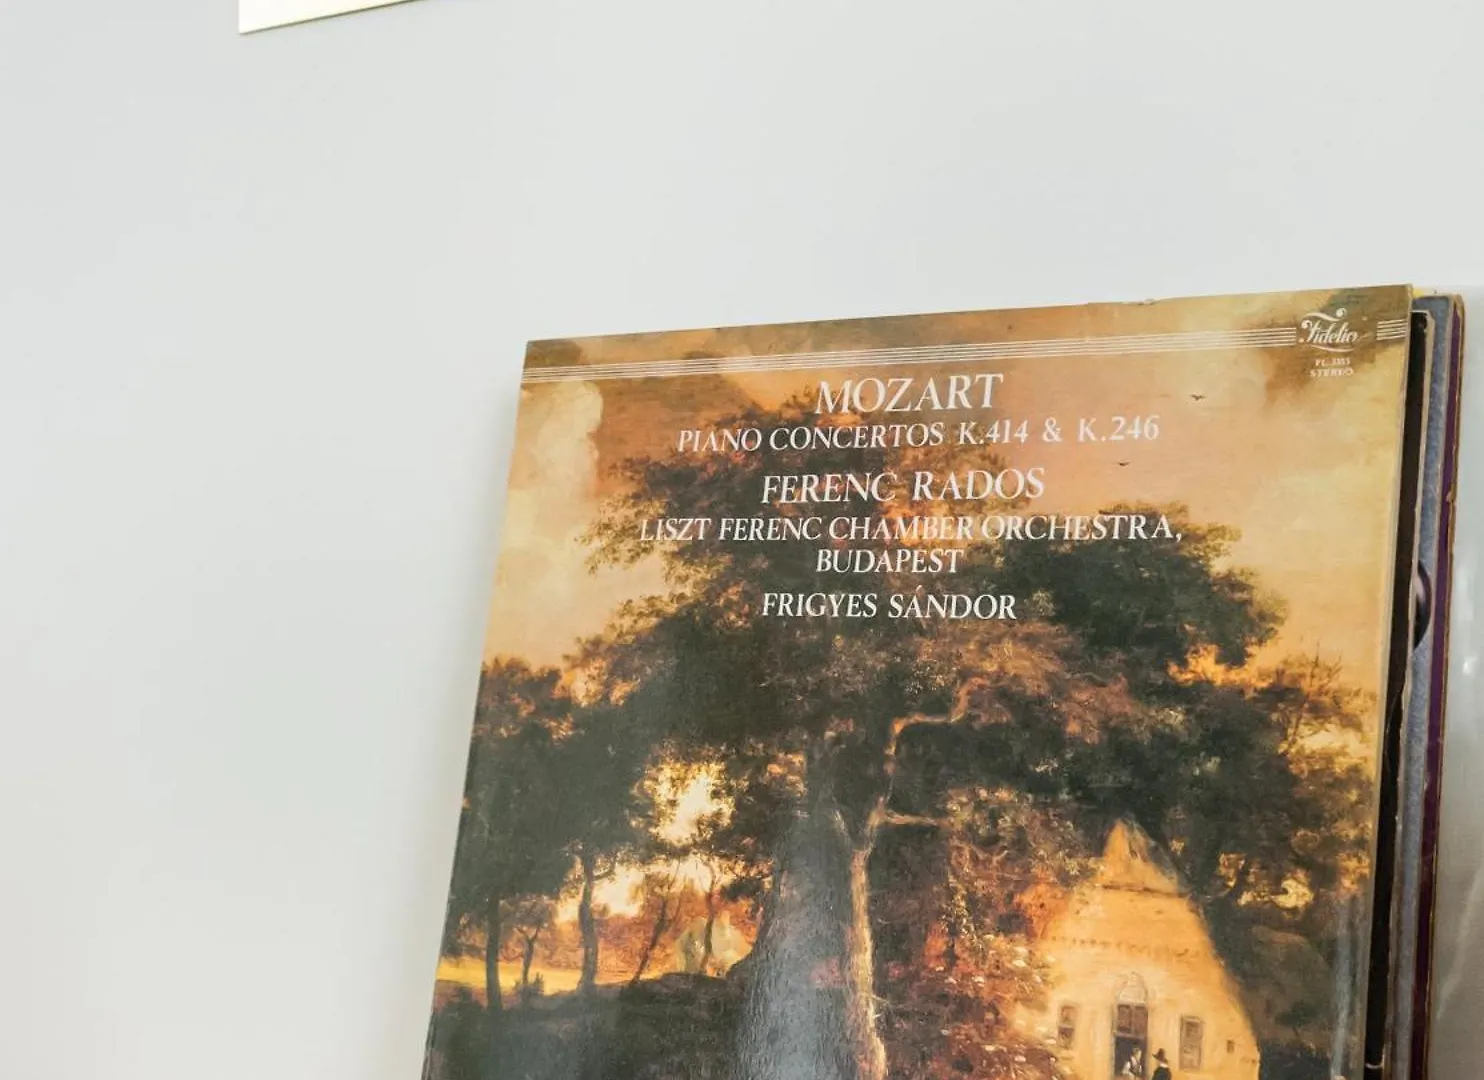 Fidelio
STEREO
MOZART
PIANO CONCERTOS K.414 & K.246
FERENC RADOS
LISZT FERENC CHAMBER ORCHESTRA,
BUDAPEST
FRIGYES SÁNDOR